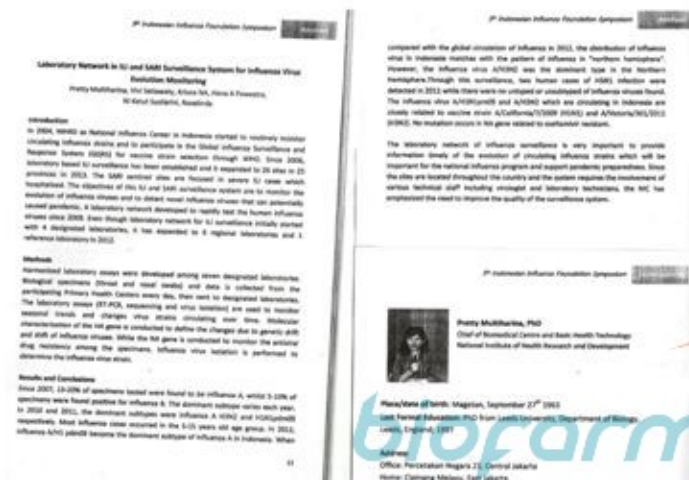 3rd Indonesian Influenza Foundation Symposium
Laboratory Network in ILI and SARI Surveillance System for Influenza Virus
Evolution Monitoring
Pretty Multihartina, Vivi Setiawaty, Krisna NA, Hana A Pawestri,
Ni Ketut Susilarini, Roselinda
Introduction
In 2004, NIHRD as National Influenza Center in Indonesia started to routinely monitor
circulating influenza strains and to participate in the Global Influenza Surveillance and
Response System (GISRS) for vaccine strain selection through WHO. Since 2006,
laboratory based ILI surveillance has been established and it expanded to 26 sites in 25
provinces in 2013. The SARI sentinel sites are focused in severe ILI cases which
hospitalized. The objectives of this ILI and SARI surveillance system are to monitor the
evolution of influenza viruses and to detect novel influenza viruses that can potentially
caused pandemic. A laboratory network developed to rapidly test the human influenza
viruses since 2009. Even though laboratory network for ILI surveillance initially started
with 4 designated laboratories, it has expanded to 6 regional laboratories and 1
reference laboratory in 2012.
Methods
Harmonized laboratory assays were developed among seven designated laboratories.
Biological specimens (throat and nasal swabs) and data is collected from the
participating Primary Health Centers every day, then sent to designated laboratories.
The laboratory assays (RT-PCR, sequencing and virus isolation) are used to monitor
seasonal trends and changes virus strains circulating over time. Molecular
characterization of the HA gene is conducted to define the changes due to genetic drift
and shift of influenza viruses. While the NA gene is conducted to monitor the antiviral
drug resistance among the specimens. Influenza virus isolation is performed to
determine the influenza virus strain.
Results and Conclusions
Since 2007, 13-20% of specimens tested were found to be influenza A, whilst 5-10% of
specimens were found positive for influenza B. The dominant subtype varies each year.
In 2010 and 2011, the dominant subtypes were influenza A H3N2 and H1N1pdm09
respectively. Most influenza cases occurred in the 5-15 years old age group. In 2012,
influenza A/H1 pdm09 become the dominant subtype of influenza A in Indonesia. When
3rd Indonesian Influenza Foundation Symposium
compared with the global circulation of influenza in 2012, the distribution of influenza
virus in Indonesia matches with the pattern of influenza in "northern hemisphere".
However, the influenza virus A/H3N2 was the dominant type in the Northern
Hemisphere.Through this surveillance, two human cases of H5N1 infection were
detected in 2012 while there were no untyped or unsubtyped of influenza viruses found.
The influenza virus A/H1N1pdm09 and A/H3N2 which are circulating in Indonesia are
closely related to vaccine strain A/California/7/2009 (H1N1) and A/Victoria/361/2011
(H3N2). No mutation occurs in NA gene related to oseltamivir resistant.
The laboratory network of influenza surveillance is very important to provide
information timely of the evolution of circulating influenza strains which will be
important for the national influenza program and support pandemic preparedness. Since
the sites are located throughout the country and the system requires the involvement of
various technical staff including virologist and laboratory technicians, the NIC has
emphasized the need to improve the quality of the surveillance system.
3rd Indonesian Influenza Foundation Symposium
Pretty Multihartina, PhD
Chief of Biomedical Centre and Basic Health Technology
National Institute of Health Research and Development
Place/date of birth: Magetan, September 27th 1963
Last Formal Education: PhD from Leeds University, Department of Biology,
Leeds, England, 1997
Address
Office: Percetakan Negara 23, Central Jakarta
Home: Cipinang Melayu, East Jakarta
biofarm